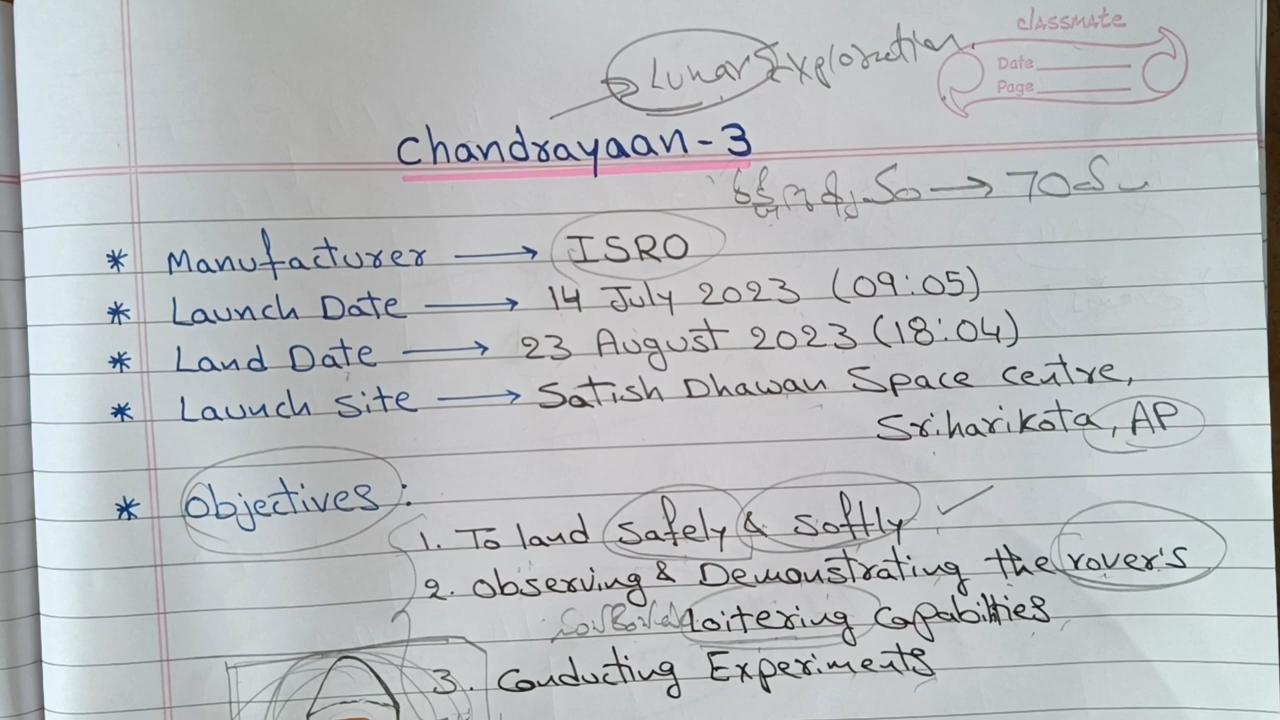 classmate
Date
Page
Lunar Exploration
Chandrayaan-3
→ 70
* Manufacturer → ISRO
* Launch Date → 14 July 2023 (09:05)
* Land Date → 23 August 2023 (18:04)
* Launch Site → Satish Dhawan Space Centre,
Sriharikota, AP
* Objectives:
1. To land Safely & Softly ✓
2. Observing & Demonstrating the rover's
Loitering Capabilities
3. Conducting Experiments